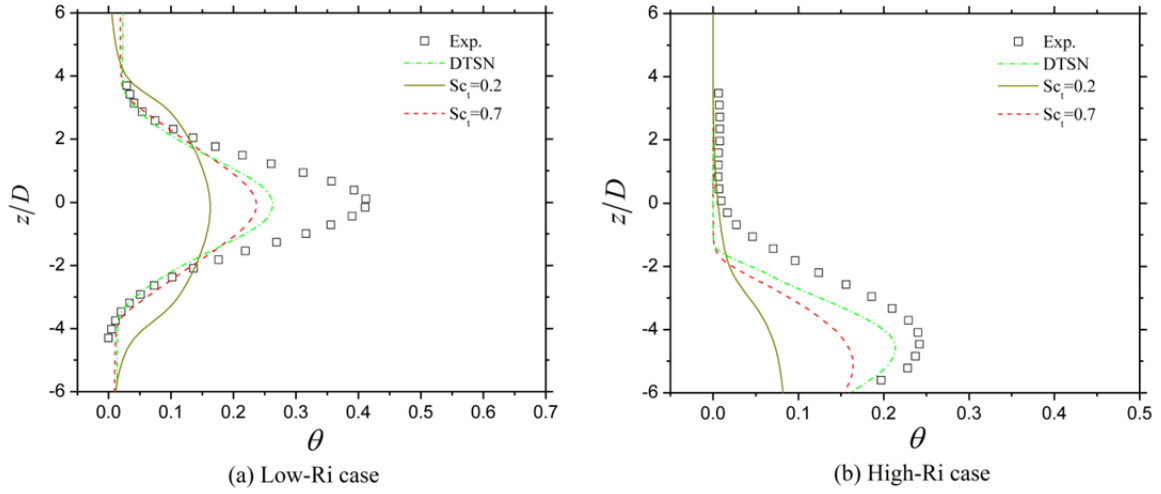 6
4
2
0
-2
-4
-6
z/D
0.0 0.1 0.2 0.3 0.4 0.5 0.6 0.7
θ
Exp.
DTSN
Sc_t=0.2
Sc_t=0.7
(a) Low-Ri case
6
4
2
0
-2
-4
-6
z/D
0.0 0.1 0.2 0.3 0.4 0.5
θ
Exp.
DTSN
Sc_t=0.2
Sc_t=0.7
(b) High-Ri case